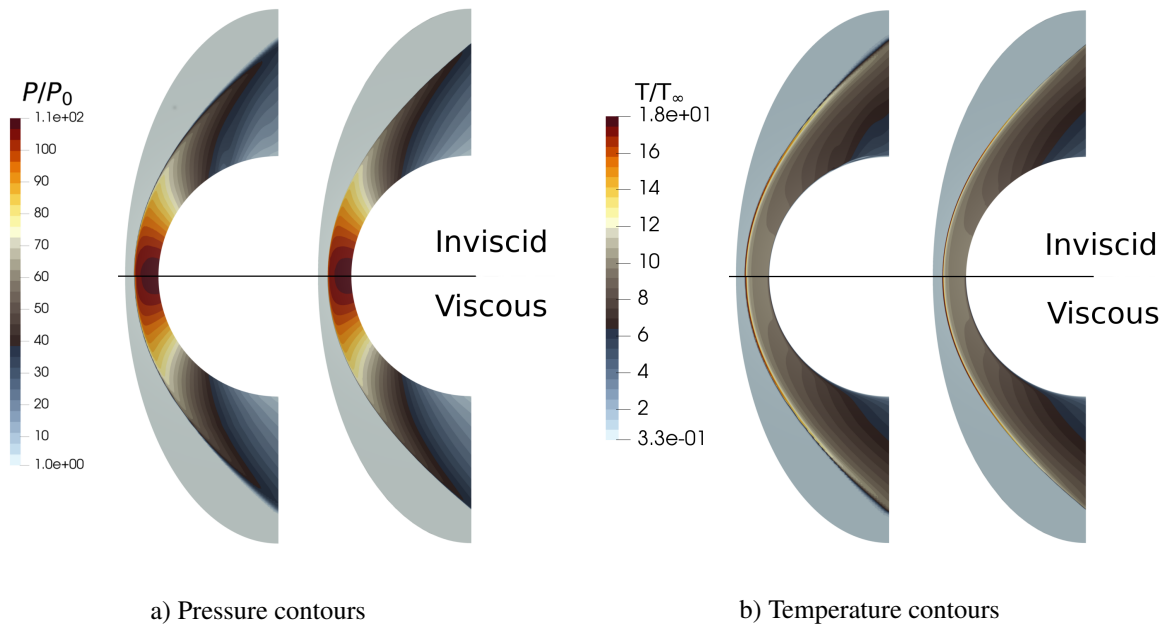 P/P₀
1.1e+02
100
90
80
70
60
50
40
30
20
10
1.0e+00
Inviscid
Viscous
T/T∞
1.8e+01
16
14
12
10
8
6
4
2
3.3e-01
Inviscid
Viscous
a) Pressure contours
b) Temperature contours